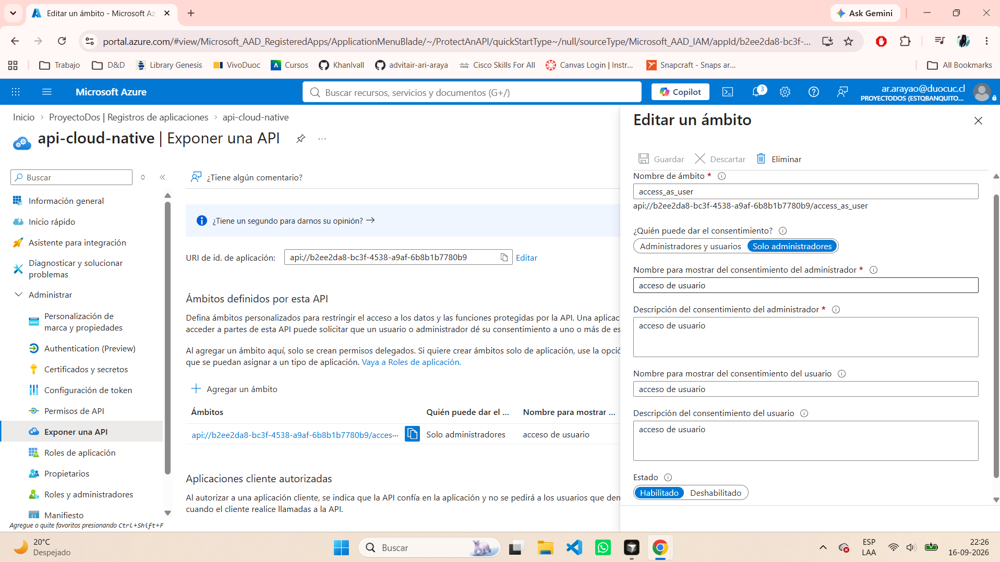 Editar un ámbito - Microsoft Az
Ask Gemini
portal.azure.com/#view/Microsoft_AAD_RegisteredApps/ApplicationMenuBlade/~/ProtectAnAPI/quickStartType~/null/sourceType/Microsoft_AAD_IAM/appId/b2ee2da8-bc3f-...
Trabajo
D&D
Library Genesis
VivoDuoc
Cursos
Khanlvall
advitair-ari-araya
Cisco Skills For All
Canvas Login | Instr...
Snapcraft - Snaps ar...
All Bookmarks
Microsoft Azure
Buscar recursos, servicios y documentos (G+/)
Copilot
3
ar.arayao@duocuc.cl
PROYECTODOS (ESTQBANQUITO...
Inicio > ProyectoDos | Registros de aplicaciones > api-cloud-native
api-cloud-native | Exponer una API
Buscar
Información general
Inicio rápido
Asistente para integración
Diagnosticar y solucionar
problemas
Administrar
Personalización de
marca y propiedades
Authentication (Preview)
Certificados y secretos
Configuración de token
Permisos de API
Exponer una API
Roles de aplicación
Propietarios
Roles y administradores
Manifiesto
Agregue o quite favoritos presionando Ctrl+Shift+F
¿Tiene algún comentario?
¿Tiene un segundo para darnos su opinión?
URI de id. de aplicación:
api://b2ee2da8-bc3f-4538-a9af-6b8b1b7780b9
Editar
Ámbitos definidos por esta API
Defina ámbitos personalizados para restringir el acceso a los datos y las funciones protegidas por la API. Una aplicac
acceder a partes de esta API puede solicitar que un usuario o administrador dé su consentimiento a uno o más de es
Al agregar un ámbito aquí, solo se crean permisos delegados. Si quiere crear ámbitos solo de aplicación, use la opció
que se puedan asignar a un tipo de aplicación. Vaya a Roles de aplicación.
Agregar un ámbito
Ámbitos
Quién puede dar el ...
Nombre para mostrar ...
api://b2ee2da8-bc3f-4538-a9af-6b8b1b7780b9/acces...
Solo administradores
acceso de usuario
Aplicaciones cliente autorizadas
Al autorizar a una aplicación cliente, se indica que la API confía en la aplicación y no se pedirá a los usuarios que den
cuando el cliente realice llamadas a la API.
Editar un ámbito
Guardar
Descartar
Eliminar
Nombre de ámbito *
access_as_user
api://b2ee2da8-bc3f-4538-a9af-6b8b1b7780b9/access_as_user
¿Quién puede dar el consentimiento?
Administradores y usuarios
Solo administradores
Nombre para mostrar del consentimiento del administrador *
acceso de usuario
Descripción del consentimiento del administrador *
acceso de usuario
Nombre para mostrar del consentimiento del usuario
acceso de usuario
Descripción del consentimiento del usuario
acceso de usuario
Estado
Habilitado
Deshabilitado
20°C
Despejado
Buscar
ESP
LAA
22:26
16-09-2026